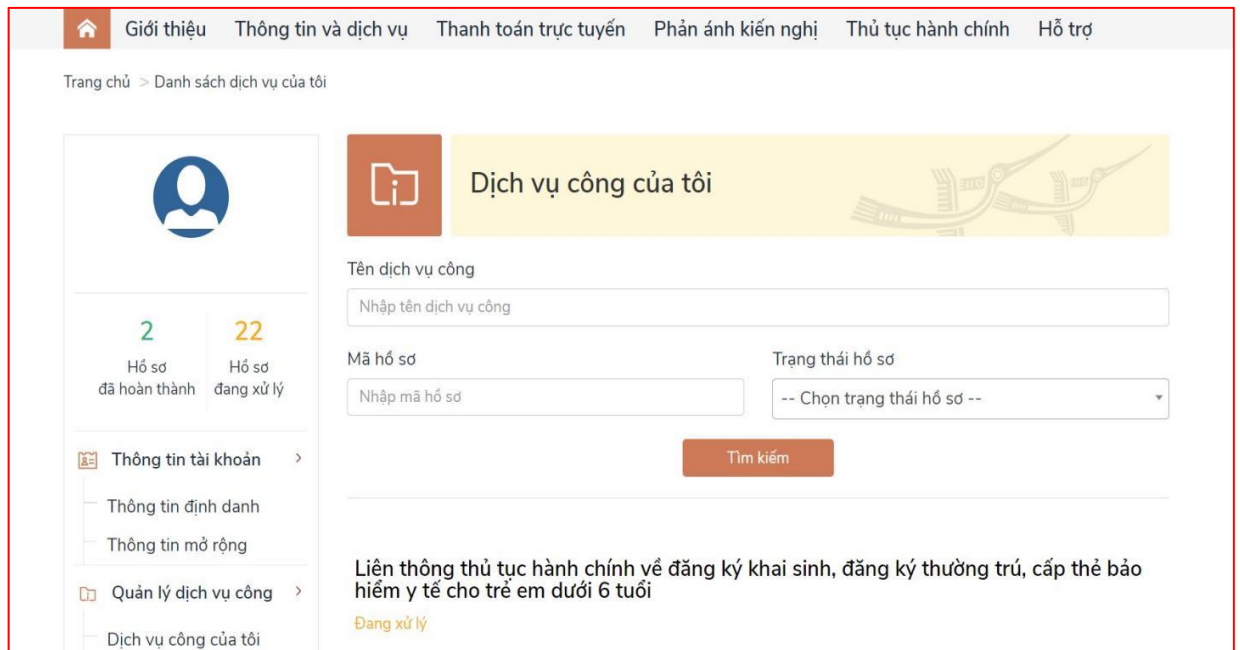 Giới thiệu Thông tin và dịch vụ Thanh toán trực tuyến Phản ánh kiến nghị Thủ tục hành chính Hỗ trợ
Trang chủ > Danh sách dịch vụ của tôi
Dịch vụ công của tôi
Tên dịch vụ công
Nhập tên dịch vụ công
Mã hồ sơ
Trạng thái hồ sơ
Nhập mã hồ sơ
-- Chọn trạng thái hồ sơ --
Tìm kiếm
2
Hồ sơ
đã hoàn thành
22
Hồ sơ
đang xử lý
Thông tin tài khoản >
Thông tin định danh
Thông tin mở rộng
Quản lý dịch vụ công >
Dịch vụ công của tôi
Liên thông thủ tục hành chính về đăng ký khai sinh, đăng ký thường trú, cấp thẻ bảo
hiểm y tế cho trẻ em dưới 6 tuổi
Đang xử lý